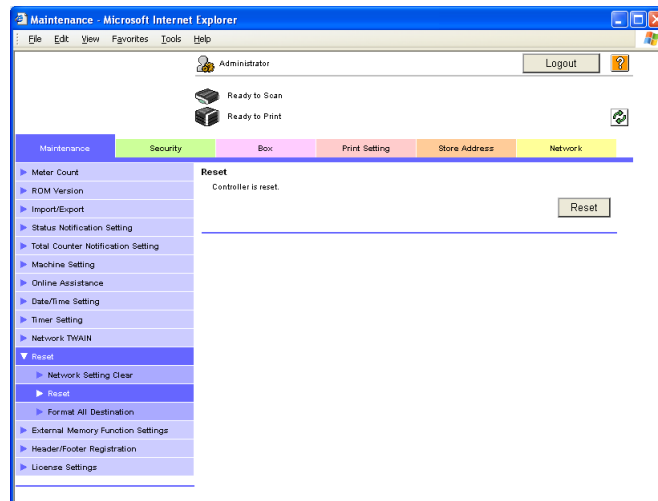 Maintenance - Microsoft Internet Explorer
File Edit View Favorites Tools Help
Administrator
Logout
?
Ready to Scan
Ready to Print
Maintenance Security Box Print Setting Store Address Network
Meter Count
ROM Version
Import/Export
Status Notification Setting
Total Counter Notification Setting
Machine Setting
Online Assistance
Date/Time Setting
Timer Setting
Network TWAIN
Reset
Network Setting Clear
Reset
Format All Destination
External Memory Function Settings
Header/Footer Registration
License Settings
Reset
Controller is reset.
Reset